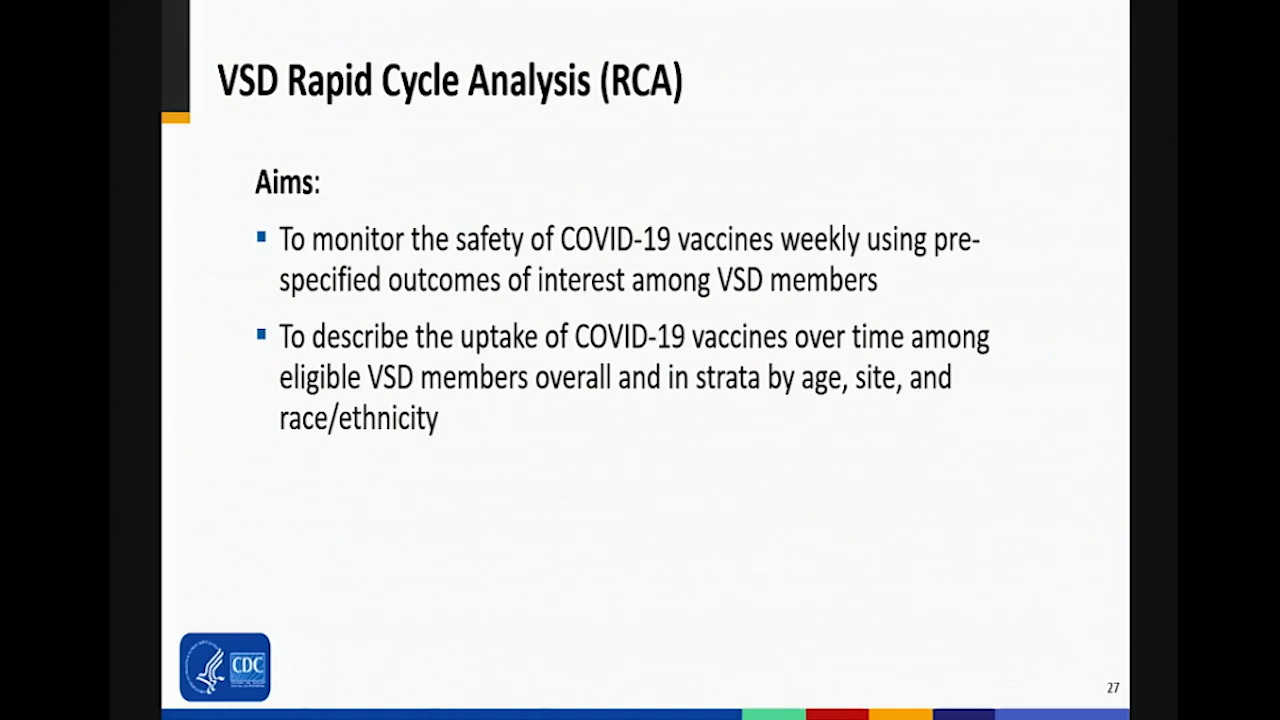 VSD Rapid Cycle Analysis (RCA)
Aims:
▪ To monitor the safety of COVID-19 vaccines weekly using pre-
specified outcomes of interest among VSD members
▪ To describe the uptake of COVID-19 vaccines over time among
eligible VSD members overall and in strata by age, site, and
race/ethnicity
CDC
27